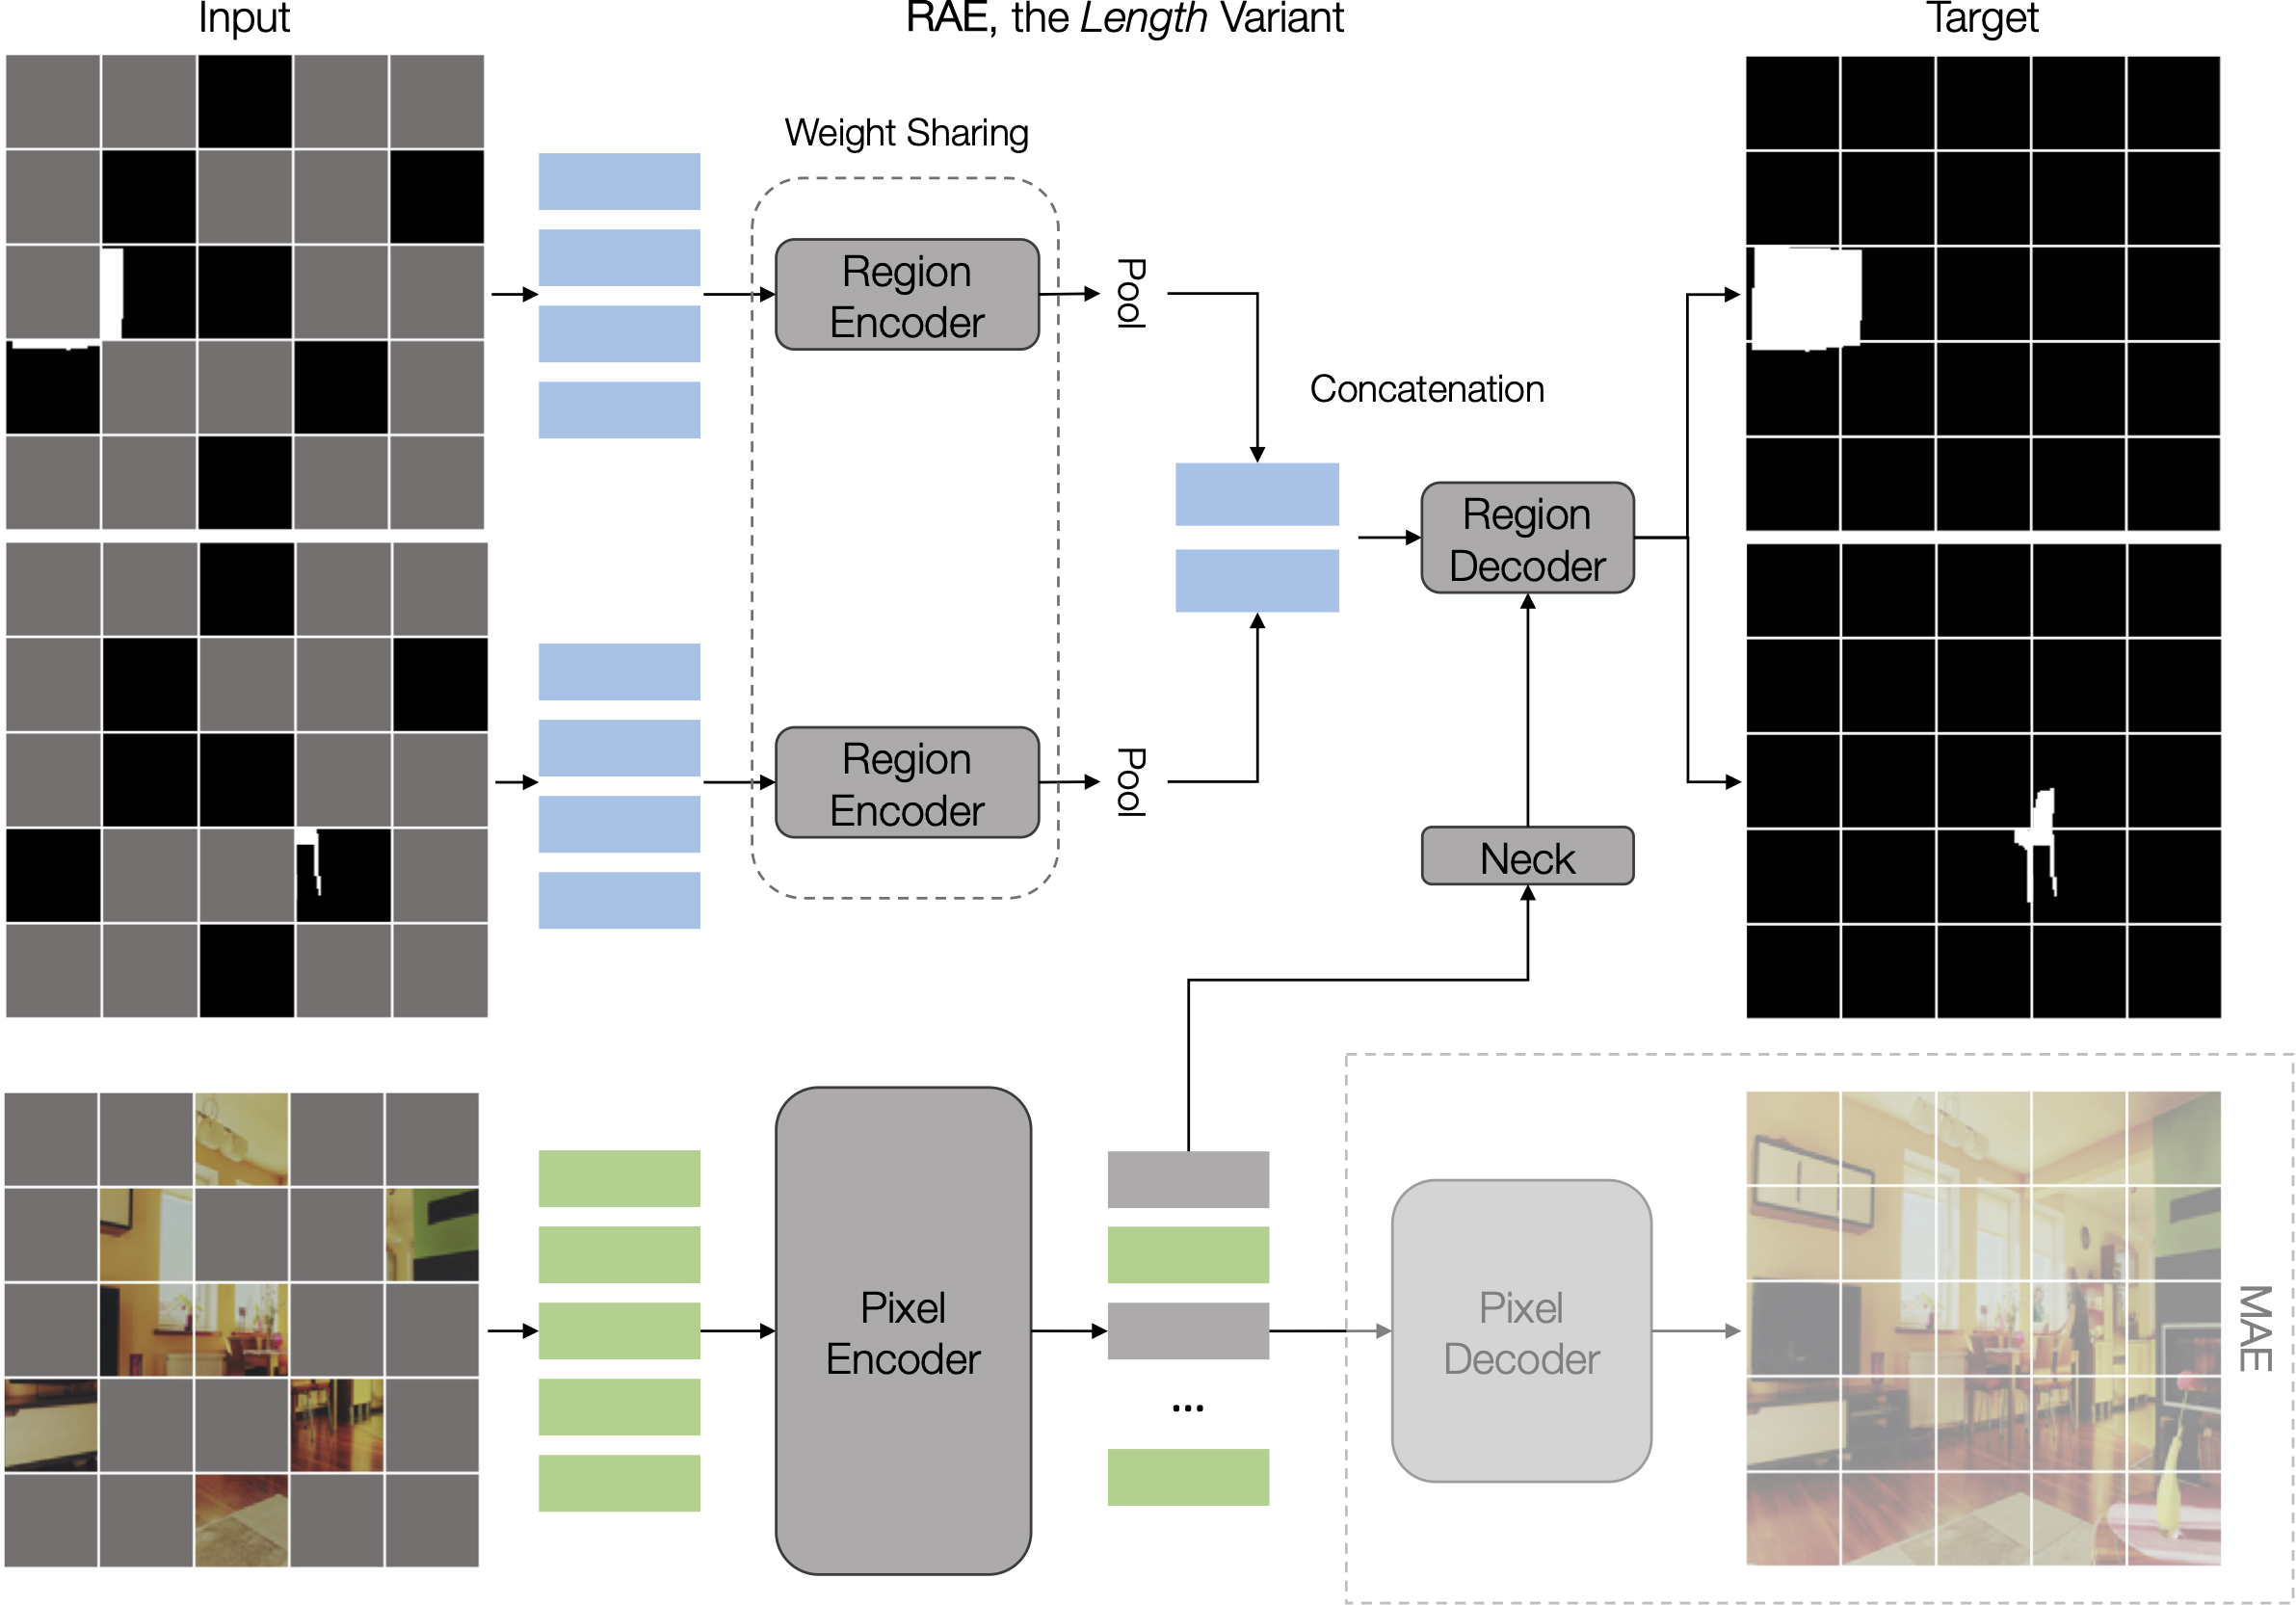 Input
RAE, the Length Variant
Target
Weight Sharing
Region
Encoder
Pool
Concatenation
Region
Decoder
Region
Encoder
Pool
Neck
Pixel
Encoder
...
Pixel
Decoder
MAE